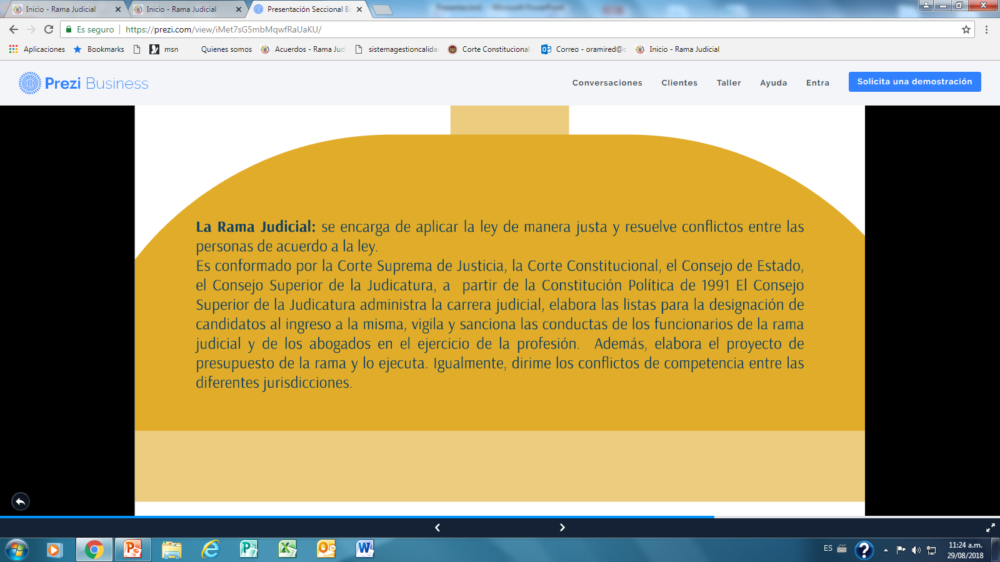 Inicio - Rama Judicial
Inicio - Rama Judicial
Presentación Seccional Ba
Es seguro
https://prezi.com/view/iMet7sG5mbMqwfRaUaKU/
Aplicaciones
Bookmarks
msn
Quienes somos
Acuerdos - Rama Jud
sistemagestioncalida
Corte Constitucional
Correo - oramired@c
Inicio - Rama Judicial
Prezi Business
Conversaciones
Clientes
Taller
Ayuda
Entra
Solicita una demostración
La Rama Judicial: se encarga de aplicar la ley de manera justa y resuelve conflictos entre las
personas de acuerdo a la ley.
Es conformado por la Corte Suprema de Justicia, la Corte Constitucional, el Consejo de Estado,
el Consejo Superior de la Judicatura, a partir de la Constitución Política de 1991 El Consejo
Superior de la Judicatura administra la carrera judicial, elabora las listas para la designación de
candidatos al ingreso a la misma, vigila y sanciona las conductas de los funcionarios de la rama
judicial y de los abogados en el ejercicio de la profesión. Además, elabora el proyecto de
presupuesto de la rama y lo ejecuta. Igualmente, dirime los conflictos de competencia entre las
diferentes jurisdicciones.
ES
11:24 a.m.
29/08/2018